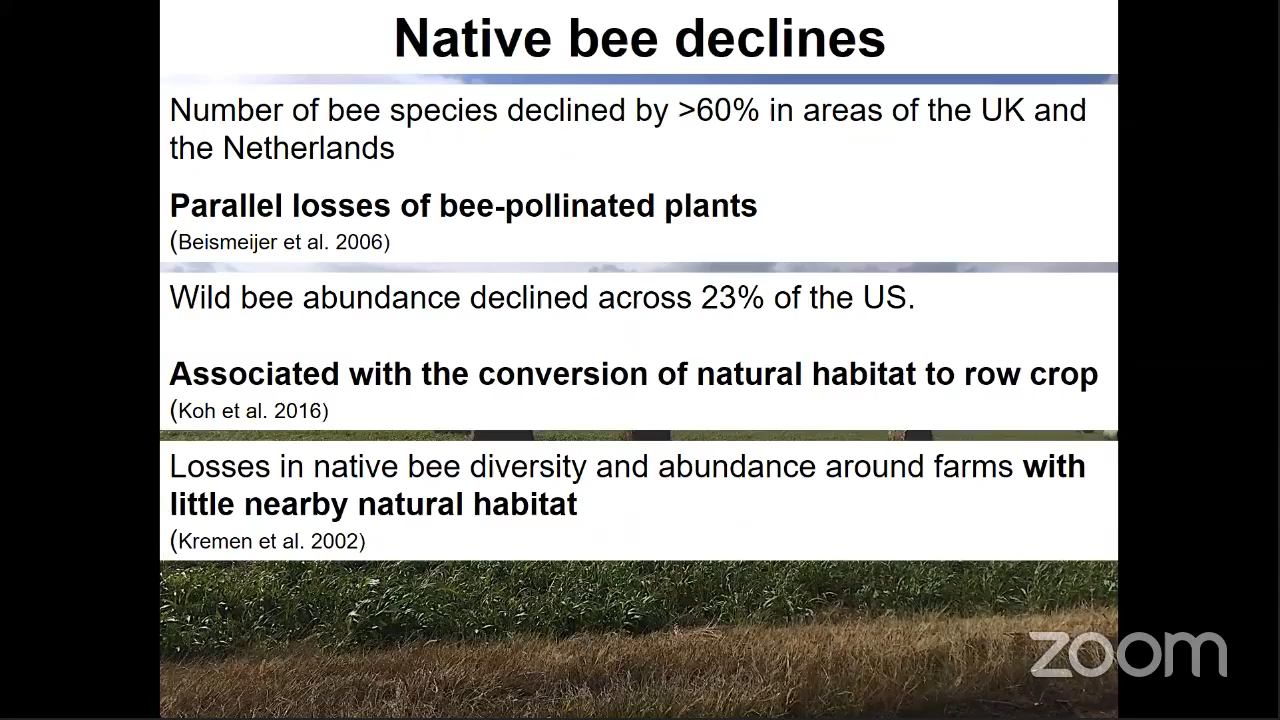 Native bee declines
Number of bee species declined by >60% in areas of the UK and
the Netherlands
Parallel losses of bee-pollinated plants
(Beismeijer et al. 2006)
Wild bee abundance declined across 23% of the US.
Associated with the conversion of natural habitat to row crop
(Koh et al. 2016)
Losses in native bee diversity and abundance around farms with
little nearby natural habitat
(Kremen et al. 2002)
zoom